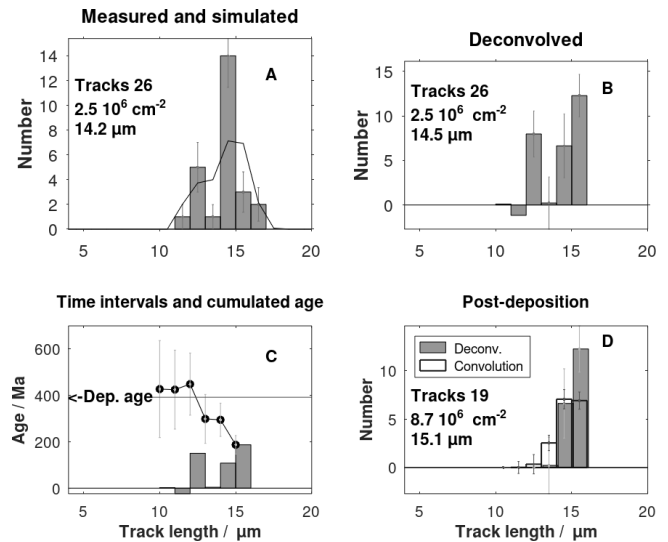 Measured and simulated
14
12
10
8
6
4
2
0
Number
A
Tracks 26
2.5 10⁶ cm⁻²
14.2 µm
5
10
15
20
Deconvolved
15
10
5
0
Number
B
Tracks 26
2.5 10⁶ cm⁻²
14.5 µm
5
10
15
20
Time intervals and cumulated age
600
400
200
0
Age / Ma
C
<-Dep. age
5
10
15
20
Track length / µm
Post-deposition
10
5
0
Number
D
Deconv.
Convolution
Tracks 19
8.7 10⁶ cm⁻²
15.1 µm
5
10
15
20
Track length / µm